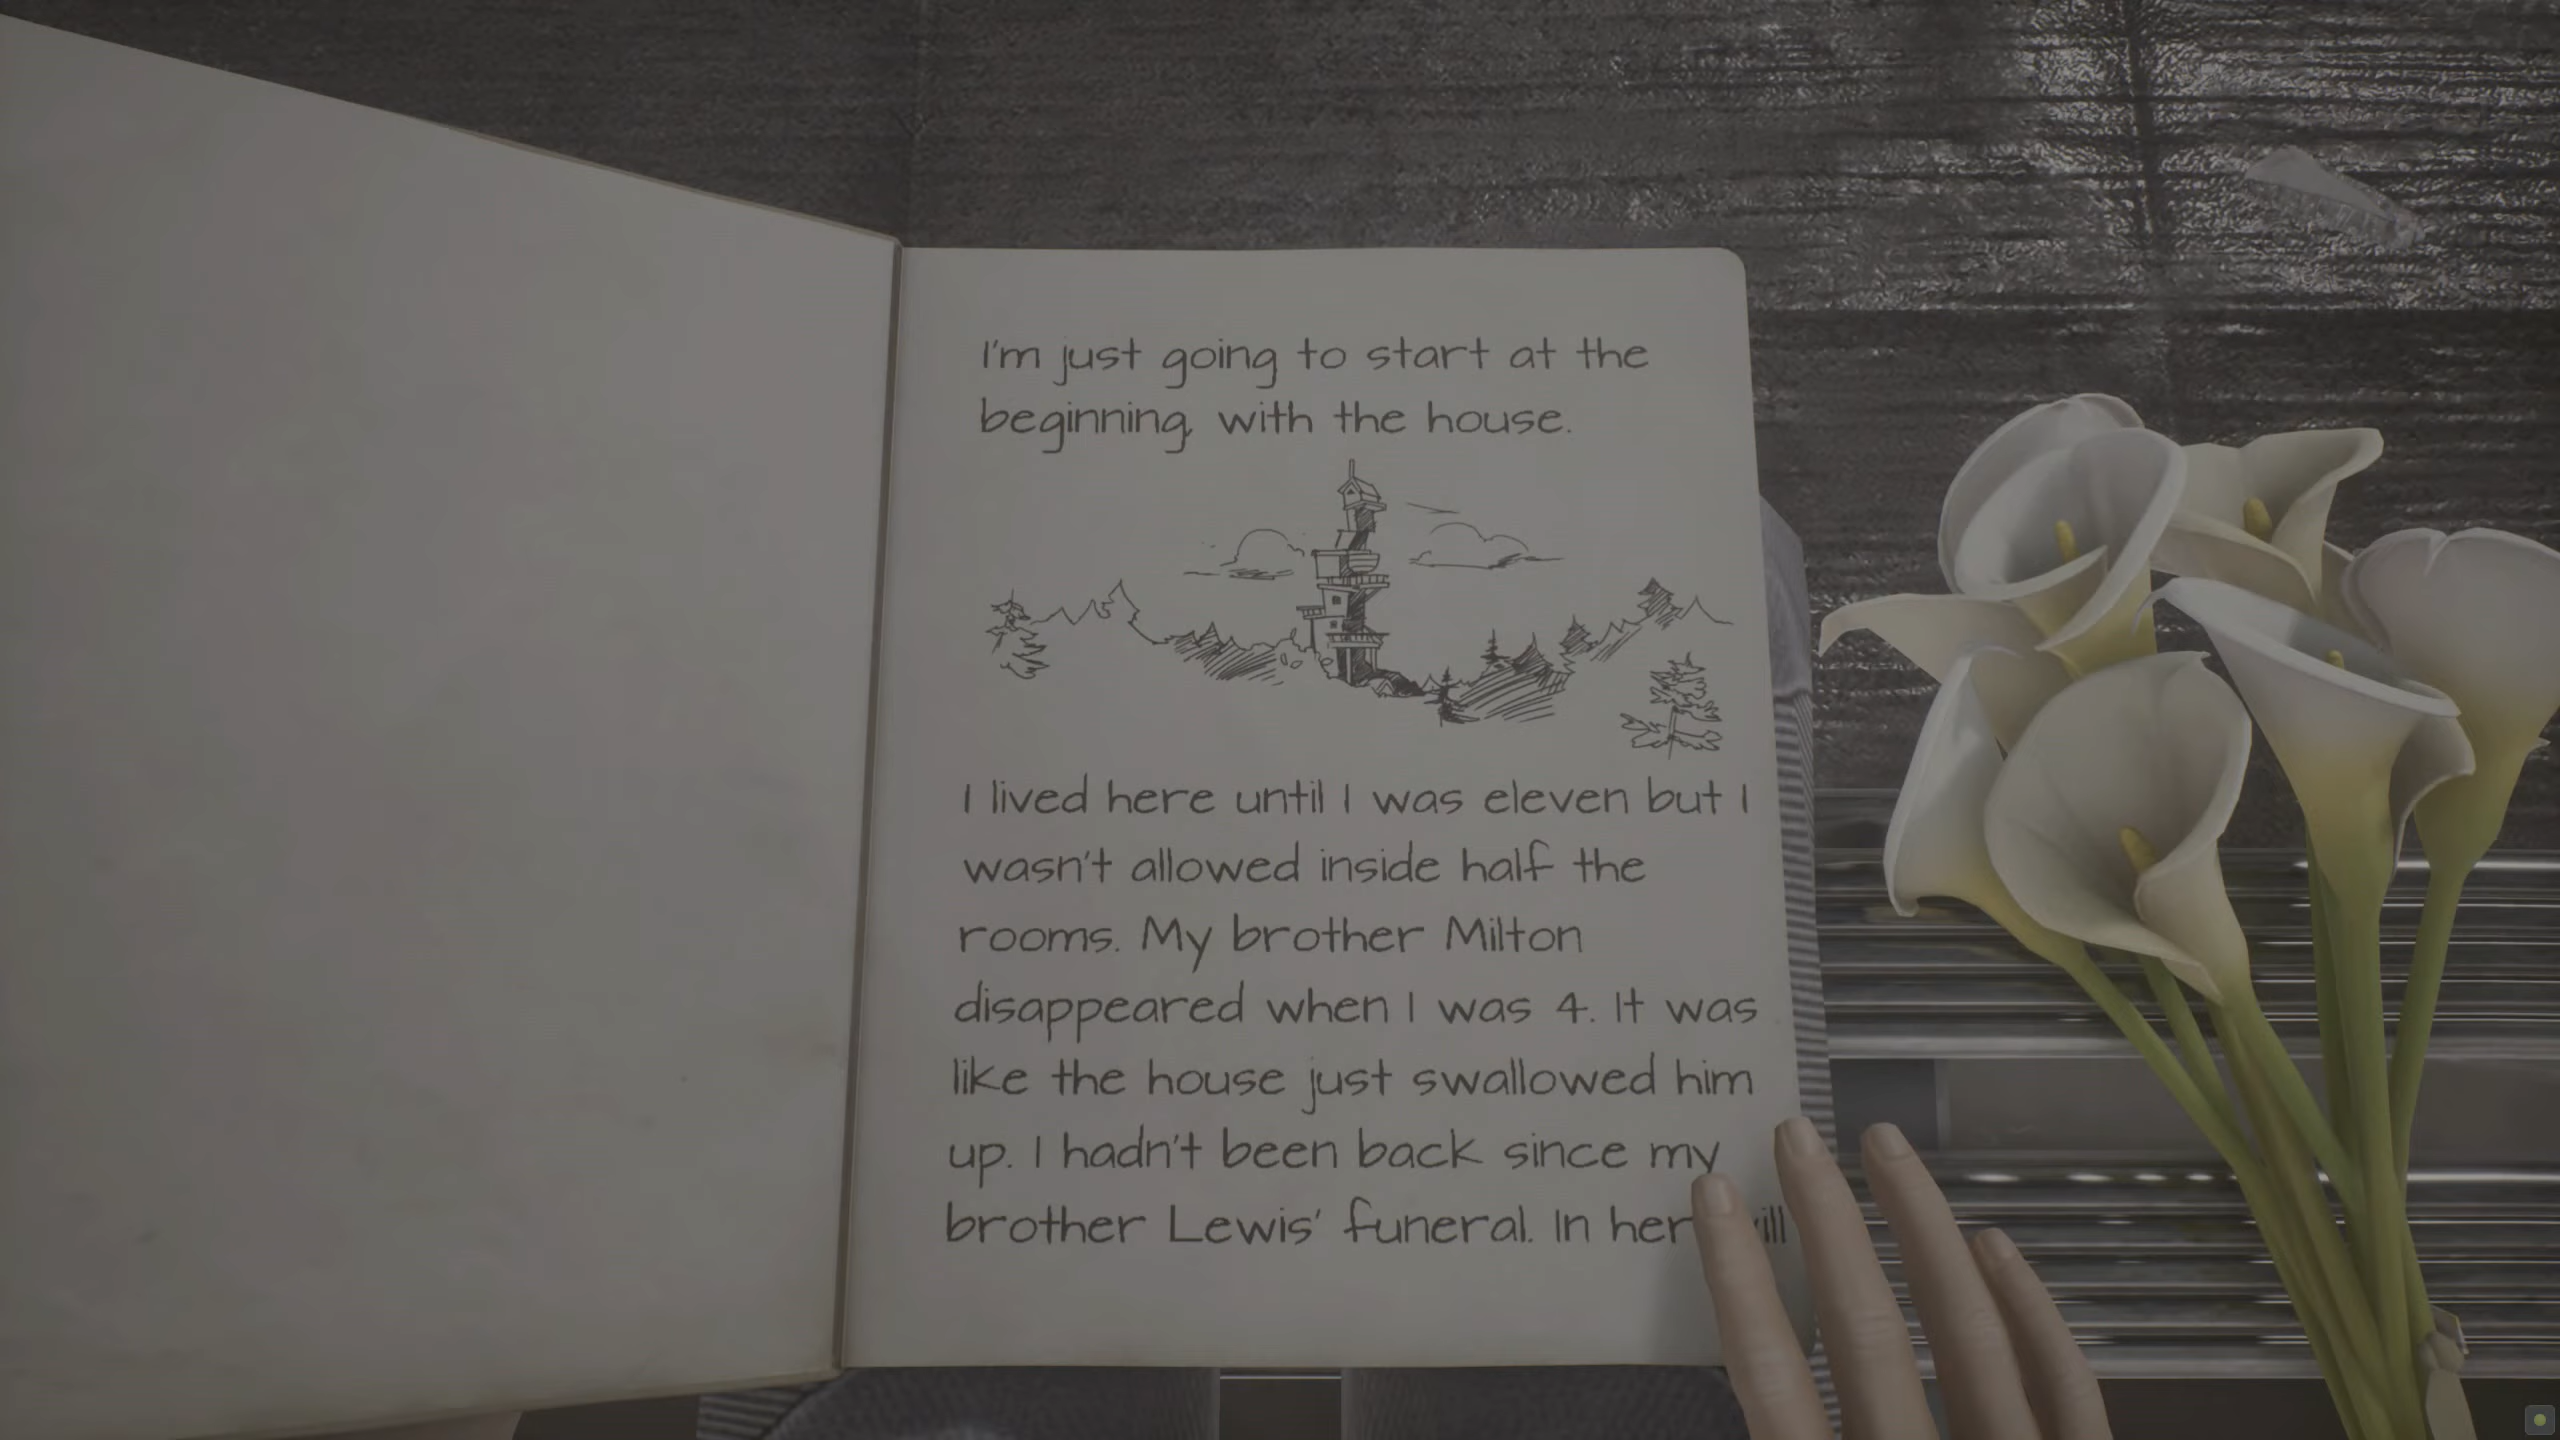 I'm just going to start at the
beginning, with the house.
I lived here until I was eleven but I
wasn't allowed inside half the
rooms. My brother Milton
disappeared when I was 4. It was
like the house just swallowed him
up. I hadn't been back since my
brother Lewis' funeral. In her